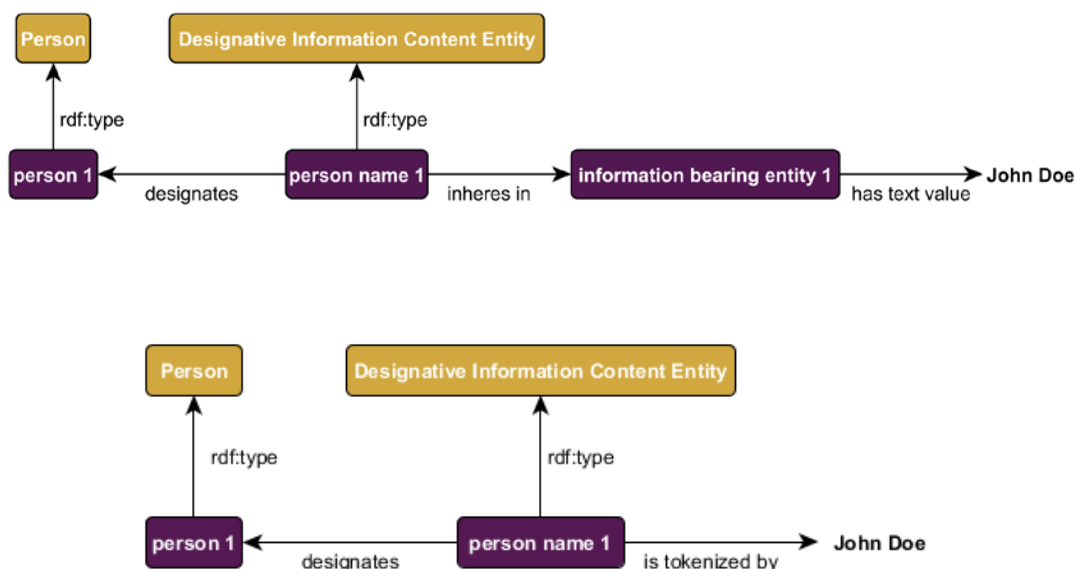 Person
Designative Information Content Entity
rdf:type
rdf:type
person 1
designates
person name 1
inheres in
information bearing entity 1
has text value
John Doe
Person
Designative Information Content Entity
rdf:type
rdf:type
person 1
designates
person name 1
is tokenized by
John Doe